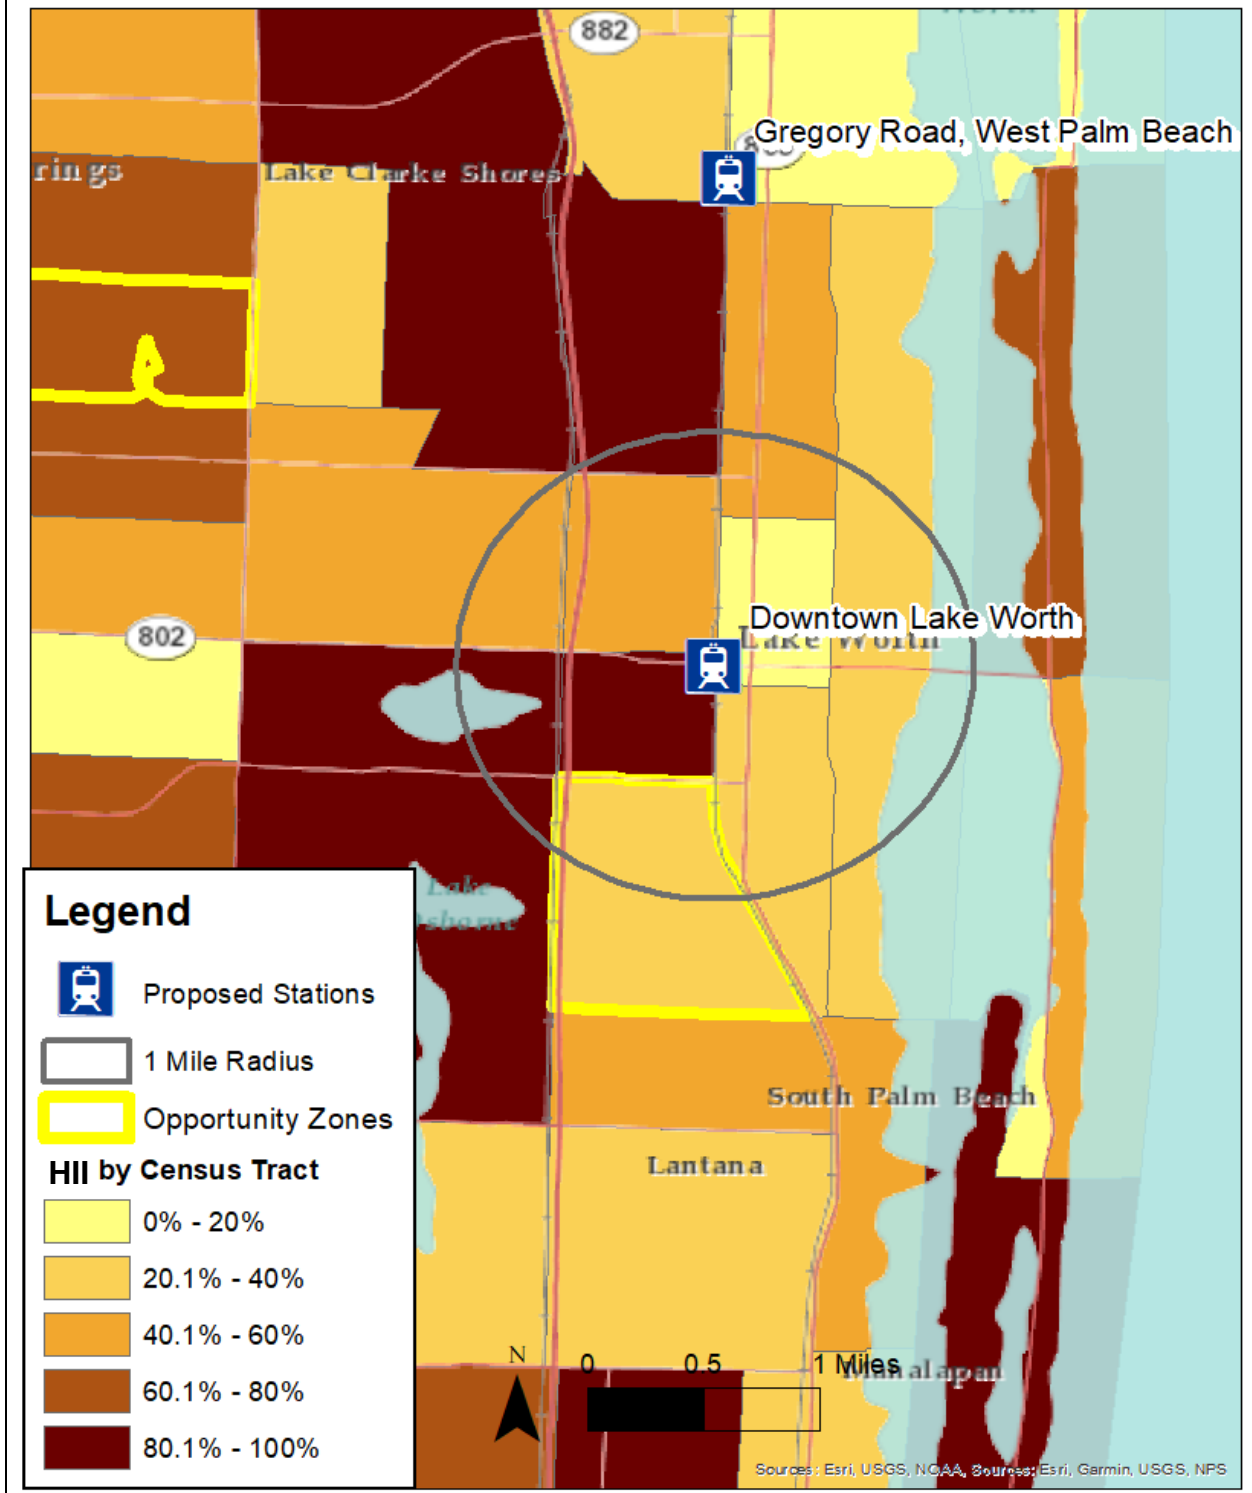 882
Gregory Road, West Palm Beach
rings
Lake Clarke Shores
Downtown Lake Worth
Lake Worth
802
Lake
Legend
Proposed Stations
1 Mile Radius
Opportunity Zones
HII by Census Tract
0% - 20%
20.1% - 40%
40.1% - 60%
60.1% - 80%
80.1% - 100%
South Palm Beach
Lantana
N
0 0.5 1 Miles
Manalapan
Sources: Esri, USGS, NOAA, Sources: Esri, Garmin, USGS, NPS